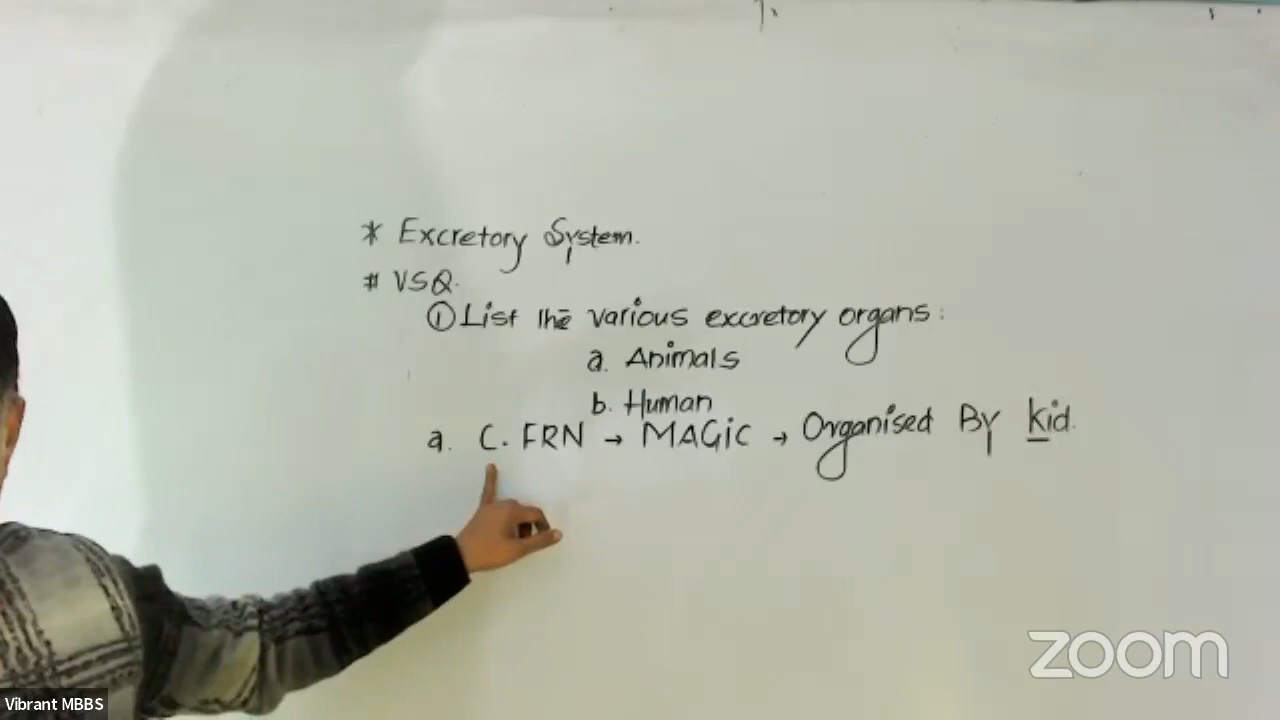 * Excretory System.
# VSQ.
① List the various excretory organs:
a. Animals
b. Human
a. C. FRN → MAGiC → Organised By kid.
zoom
Vibrant MBBS